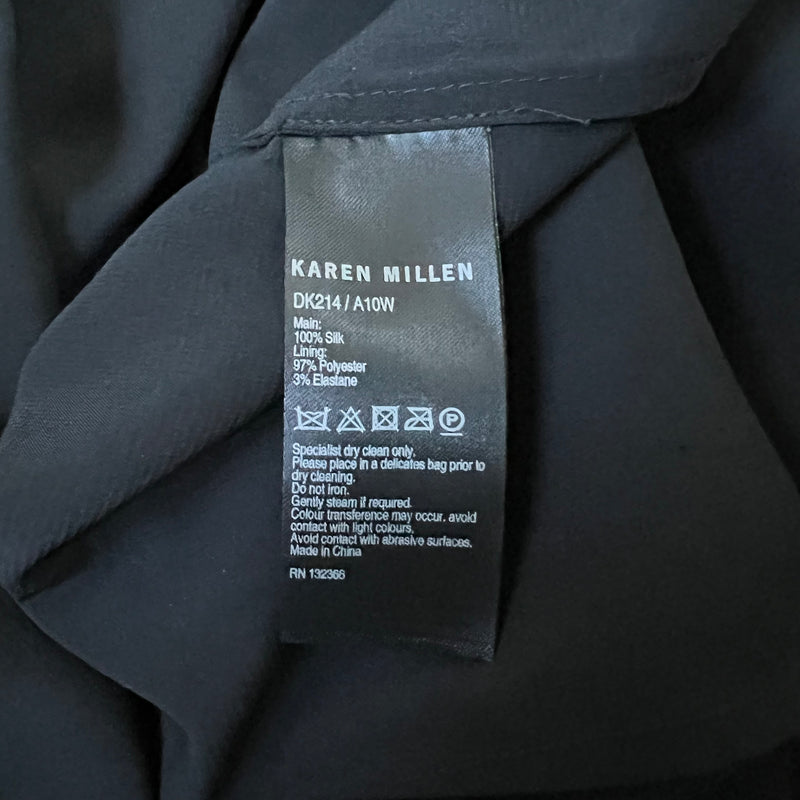 KAREN MILLEN
DK214 / A10W
Main:
100% Silk
Lining:
97% Polyester
3% Elastane
P
Specialist dry clean only.
Please place in a delicates bag prior to
dry cleaning.
Do not iron.
Gently steam if required.
Colour transference may occur. avoid
contact with light colours.
Avoid contact with abrasive surfaces.
Made in China
RN 132366